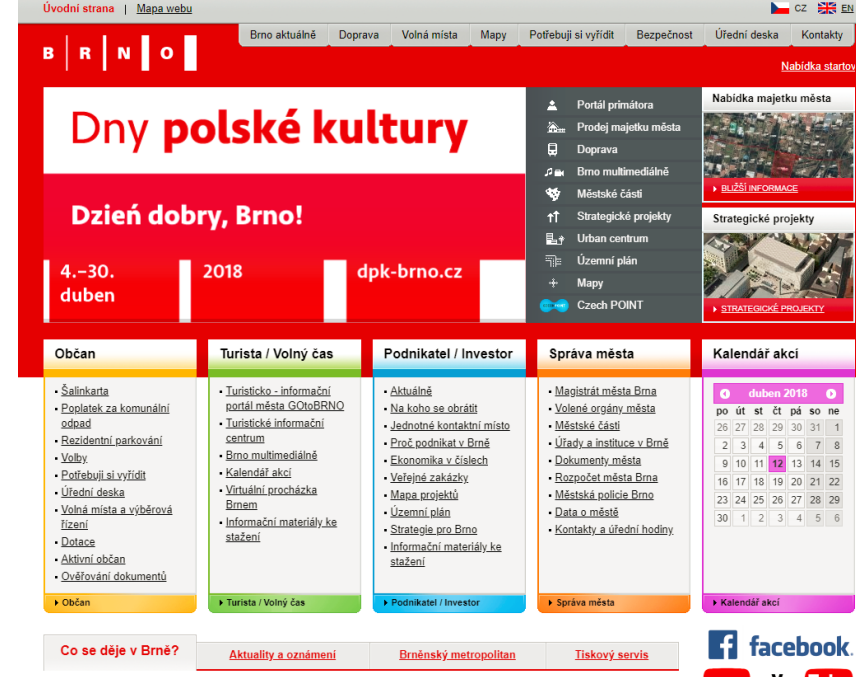 Úvodní strana | Mapa webu
CZ EN
BRNO
Brno aktuálně Doprava Volná místa Mapy Potřebuji si vyřídit Bezpečnost Úřední deska Kontakty
Nabídka startov
Dny polské kultury
Dzień dobry, Brno!
4.–30. duben
2018
dpk-brno.cz
Portál primátora
Prodej majetku města
Doprava
Brno multimediálně
Městské části
Strategické projekty
Urban centrum
Územní plán
Mapy
Czech POINT
Nabídka majetku města
BLIŽŠÍ INFORMACE
Strategické projekty
STRATEGICKÉ PROJEKTY
Občan
Šalinkarta
Poplatek za komunální
odpad
Rezidentní parkování
Volby
Potřebuji si vyřídit
Úřední deska
Volná místa a výběrová
řízení
Dotace
Aktivní občan
Ověřování dokumentů
Občan
Turista / Volný čas
Turisticko - informační
portál města GOtoBRNO
Turistické informační
centrum
Brno multimediálně
Kalendář akcí
Virtuální procházka
Brnem
Informační materiály ke
stažení
Turista / Volný čas
Podnikatel / Investor
Aktuálně
Na koho se obrátit
Jednotné kontaktní místo
Proč podnikat v Brně
Ekonomika v číslech
Veřejné zakázky
Mapa projektů
Územní plán
Strategie pro Brno
Informační materiály ke
stažení
Podnikatel / Investor
Správa města
Magistrát města Brna
Volené orgány města
Městské části
Úřady a instituce v Brně
Dokumenty města
Rozpočet města Brna
Městská policie Brno
Data o městě
Kontakty a úřední hodiny
Správa města
Kalendář akcí
duben 2018
po út st čt pá so ne
26 27 28 29 30 31 1
2 3 4 5 6 7 8
9 10 11 12 13 14 15
16 17 18 19 20 21 22
23 24 25 26 27 28 29
30 1 2 3 4 5 6
Kalendář akcí
Co se děje v Brně? Aktuality a oznámení Brněnský metropolitan Tiskový servis
facebook.